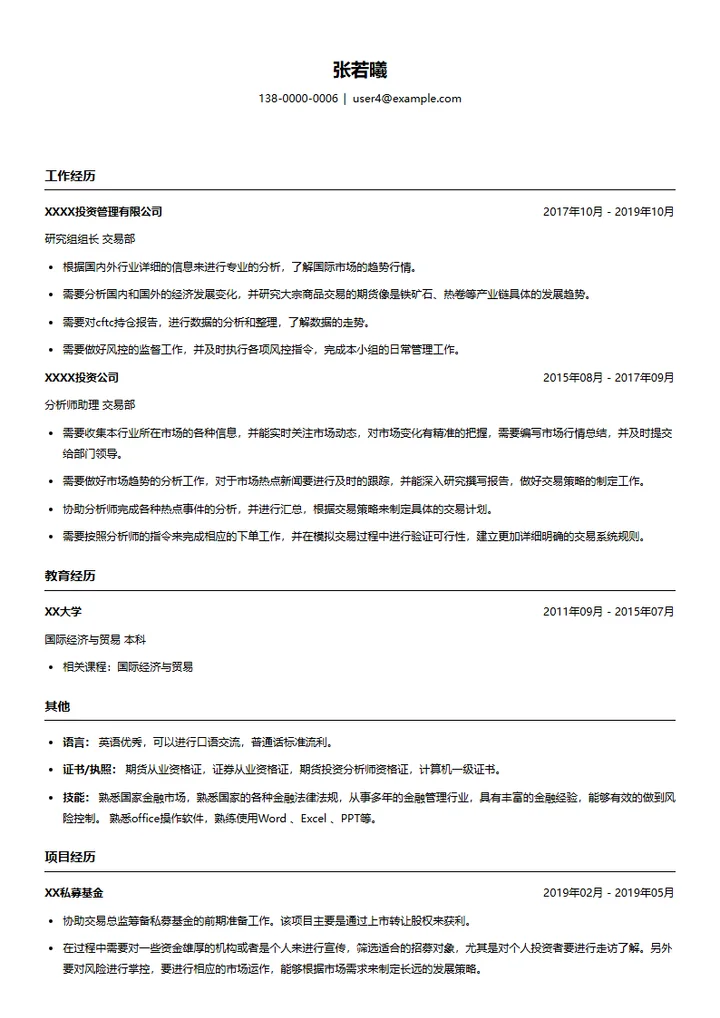 张若曦
138-0000-0006 | user4@example.com
工作经历
XXXX投资管理有限公司 2017年10月 - 2019年10月
研究组组长 交易部
• 根据国内外行业详细的信息来进行专业的分析，了解国际市场的趋势行情。
• 需要分析国内和国外的经济发展变化，并研究大宗商品交易的期货像是铁矿石、热卷等产业链具体的发展趋势。
• 需要对cftc持仓报告，进行数据的分析和整理，了解数据的走势。
• 需要做好风控的监督工作，并及时执行各项风控指令，完成本小组的日常管理工作。
XXXX投资公司 2015年08月 - 2017年09月
分析师助理 交易部
• 需要收集本行业所在市场的各种信息，并能实时关注市场动态，对市场变化有精准的把握，需要编写市场行情总结，并及时提交
给部门领导。
• 需要做好市场趋势的分析工作，对于市场热点新闻要进行及时的跟踪，并能深入研究撰写报告，做好交易策略的制定工作。
• 协助分析师完成各种热点事件的分析，并进行汇总，根据交易策略来制定具体的交易计划。
• 需要按照分析师的指令来完成相应的下单工作，并在模拟交易过程中进行验证可行性，建立更加详细明确的交易系统规则。
教育经历
XX大学 2011年09月 - 2015年07月
国际经济与贸易 本科
• 相关课程：国际经济与贸易
其他
• 语言： 英语优秀，可以进行口语交流，普通话标准流利。
• 证书/执照： 期货从业资格证，证券从业资格证，期货投资分析师资格证，计算机一级证书。
• 技能： 熟悉国家金融市场，熟悉国家的各种金融法律法规，从事多年的金融管理行业，具有丰富的金融经验，能够有效的做到风
险控制。 熟悉office操作软件，熟练使用Word 、Excel 、PPT等。
项目经历
XX私募基金 2019年02月 - 2019年05月
• 协助交易总监筹备私募基金的前期准备工作。该项目主要是通过上市转让股权来获利。
• 在过程中需要对一些资金雄厚的机构或者是个人来进行宣传，筛选适合的招募对象，尤其是对个人投资者要进行走访了解。另外
要对风险进行掌控，要进行相应的市场运作，能够根据市场需求来制定长远的发展策略。